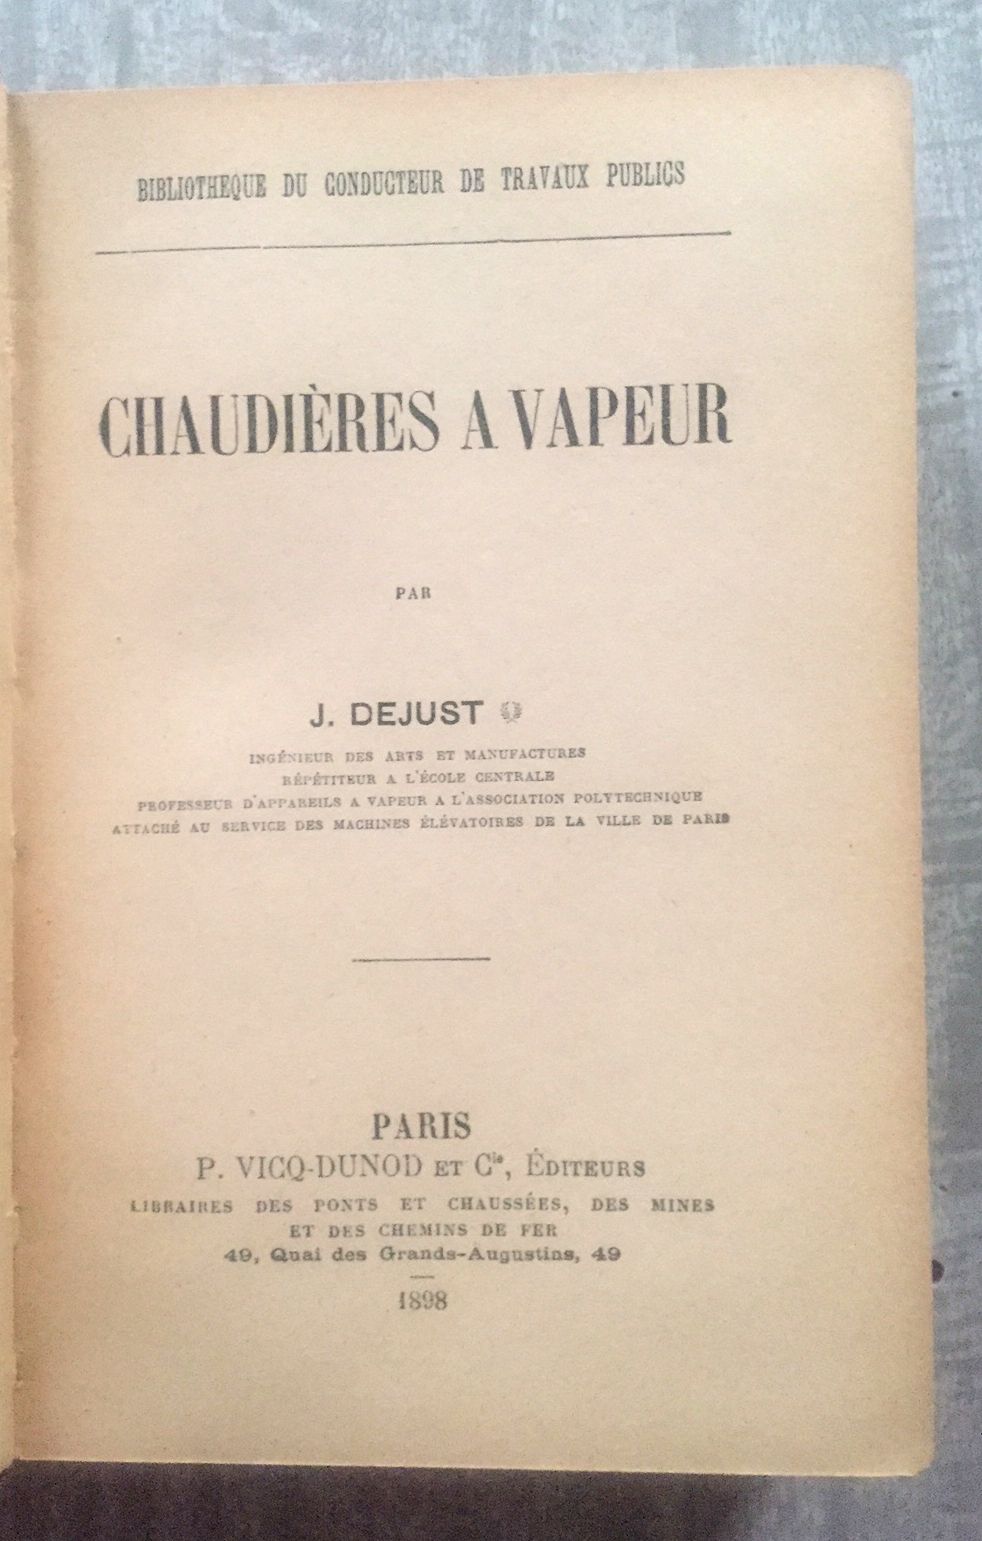 BIBLIOTHEQUE DU CONDUCTEUR DE TRAVAUX PUBLICS
CHAUDIÈRES A VAPEUR
PAR
J. DEJUST
INGÉNIEUR DES ARTS ET MANUFACTURES
RÉPÉTITEUR A L'ÉCOLE CENTRALE
PROFESSEUR D'APPAREILS A VAPEUR A L'ASSOCIATION POLYTECHNIQUE
ATTACHÉ AU SERVICE DES MACHINES ÉLÉVATOIRES DE LA VILLE DE PARIS
PARIS
P. VICQ-DUNOD ET Cie, ÉDITEURS
LIBRAIRES DES PONTS ET CHAUSSÉES, DES MINES
ET DES CHEMINS DE FER
49, Quai des Grands-Augustins, 49
1898